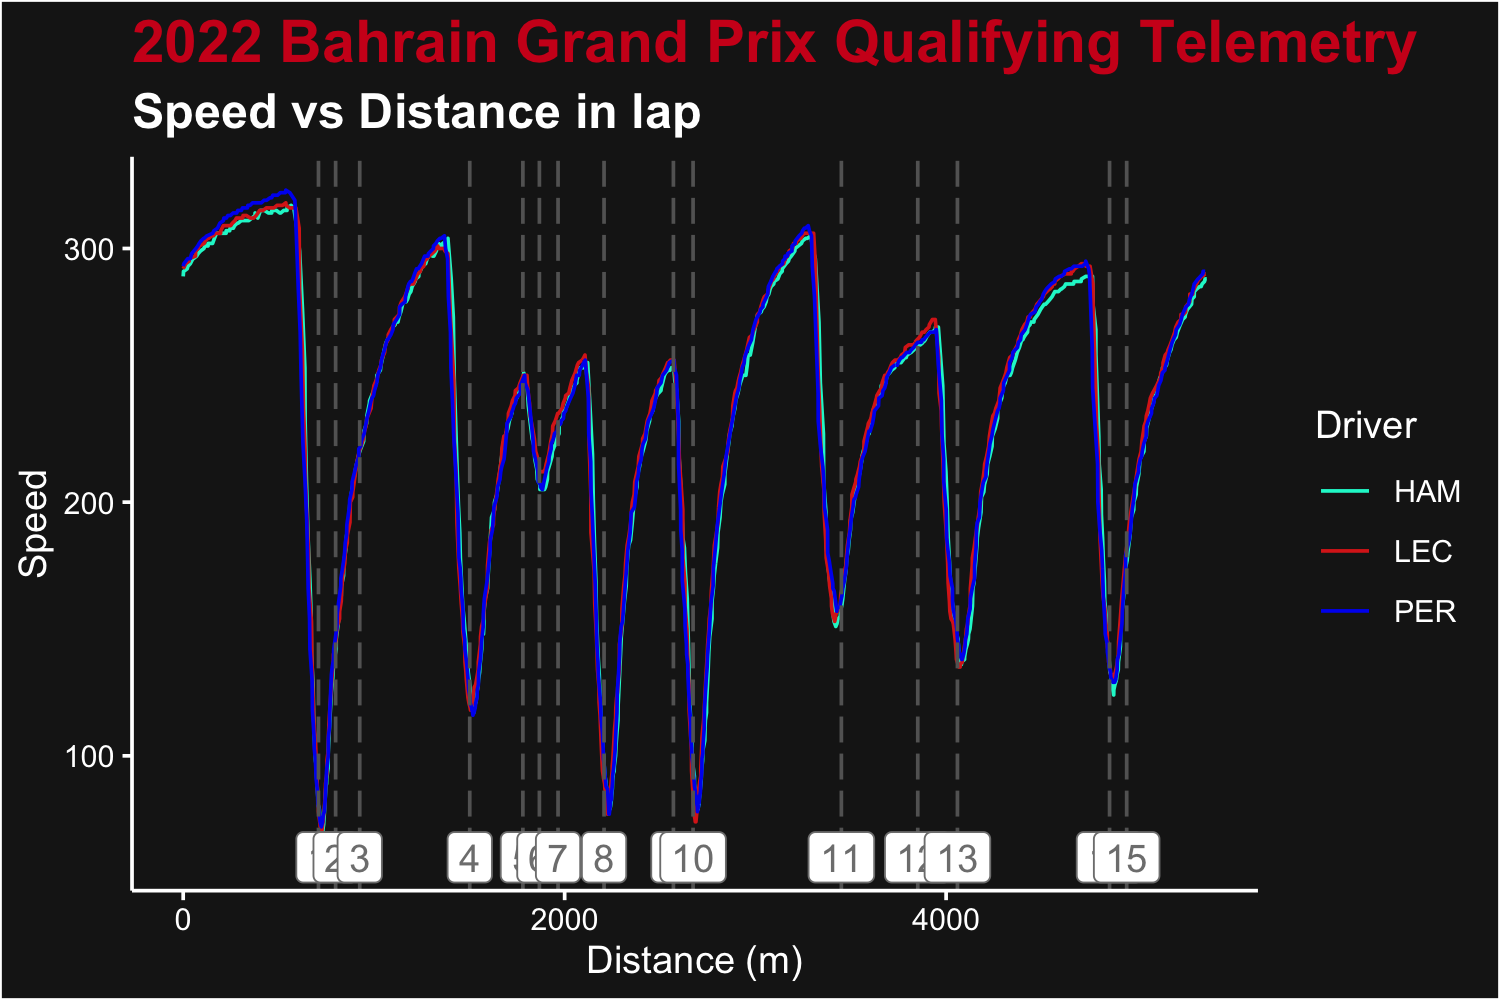 2022 Bahrain Grand Prix Qualifying Telemetry
Speed vs Distance in lap
Speed
300
200
100
2 3 4 7 8 10 11 12 13 15
0 2000 4000
Distance (m)
Driver
HAM
LEC
PER